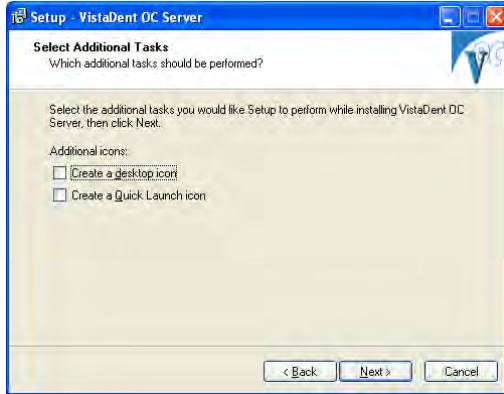 Setup - VistaDent OC Server
Select Additional Tasks
Which additional tasks should be performed?
Select the additional tasks you would like Setup to perform while installing VistaDent OC
Server, then click Next.
Additional icons:
Create a desktop icon
Create a Quick Launch icon
< Back
Next >
Cancel